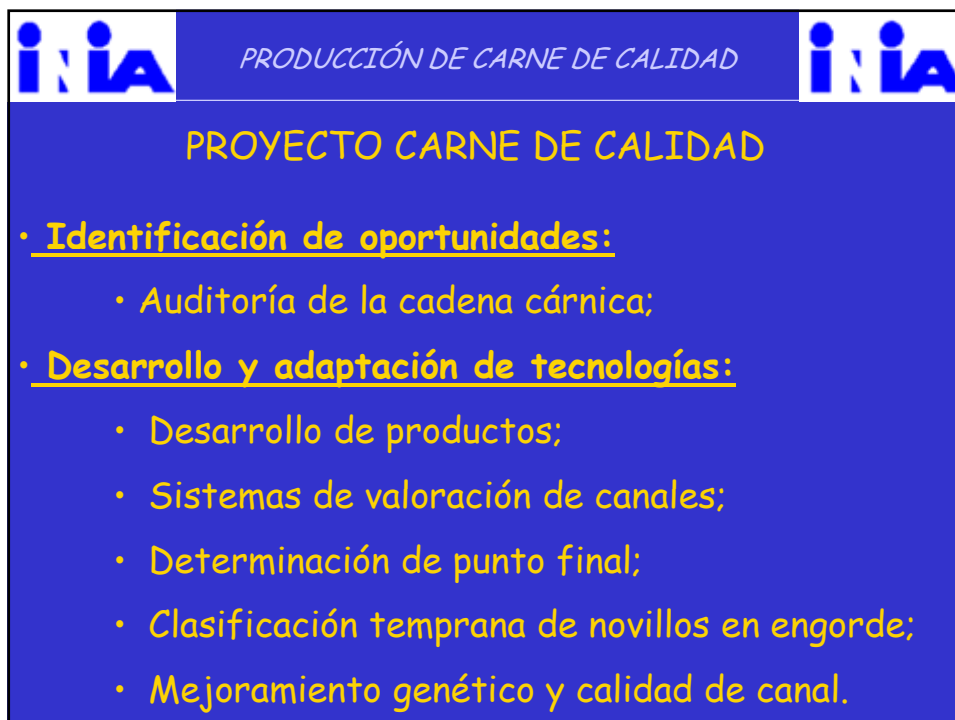 INIA
PRODUCCIÓN DE CARNE DE CALIDAD
INIA
PROYECTO CARNE DE CALIDAD
• Identificación de oportunidades:
• Auditoría de la cadena cárnica;
• Desarrollo y adaptación de tecnologías:
• Desarrollo de productos;
• Sistemas de valoración de canales;
• Determinación de punto final;
• Clasificación temprana de novillos en engorde;
• Mejoramiento genético y calidad de canal.